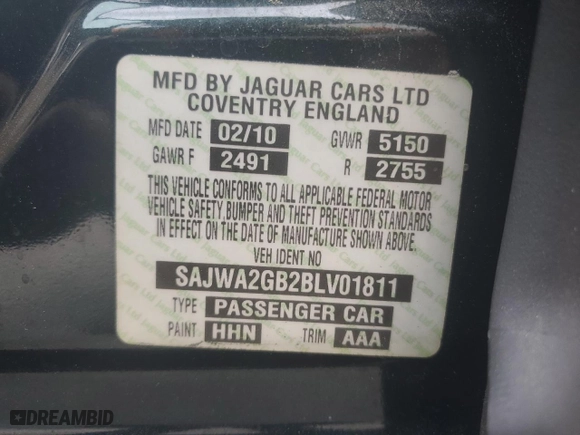 MFD BY JAGUAR CARS LTD
COVENTRY ENGLAND
MFD DATE 02/10 GVWR 5150
GAWR F 2491 R 2755
THIS VEHICLE CONFORMS TO ALL APPLICABLE FEDERAL MOTOR
VEHICLE SAFETY, BUMPER AND THEFT PREVENTION STANDARDS
IN EFFECT ON THE DATE OF MANUFACTURE SHOWN ABOVE.
VEH IDENT NO
SAJWA2GB2BLV01811
TYPE PASSENGER CAR
PAINT HHN TRIM AAA
DREAMBID